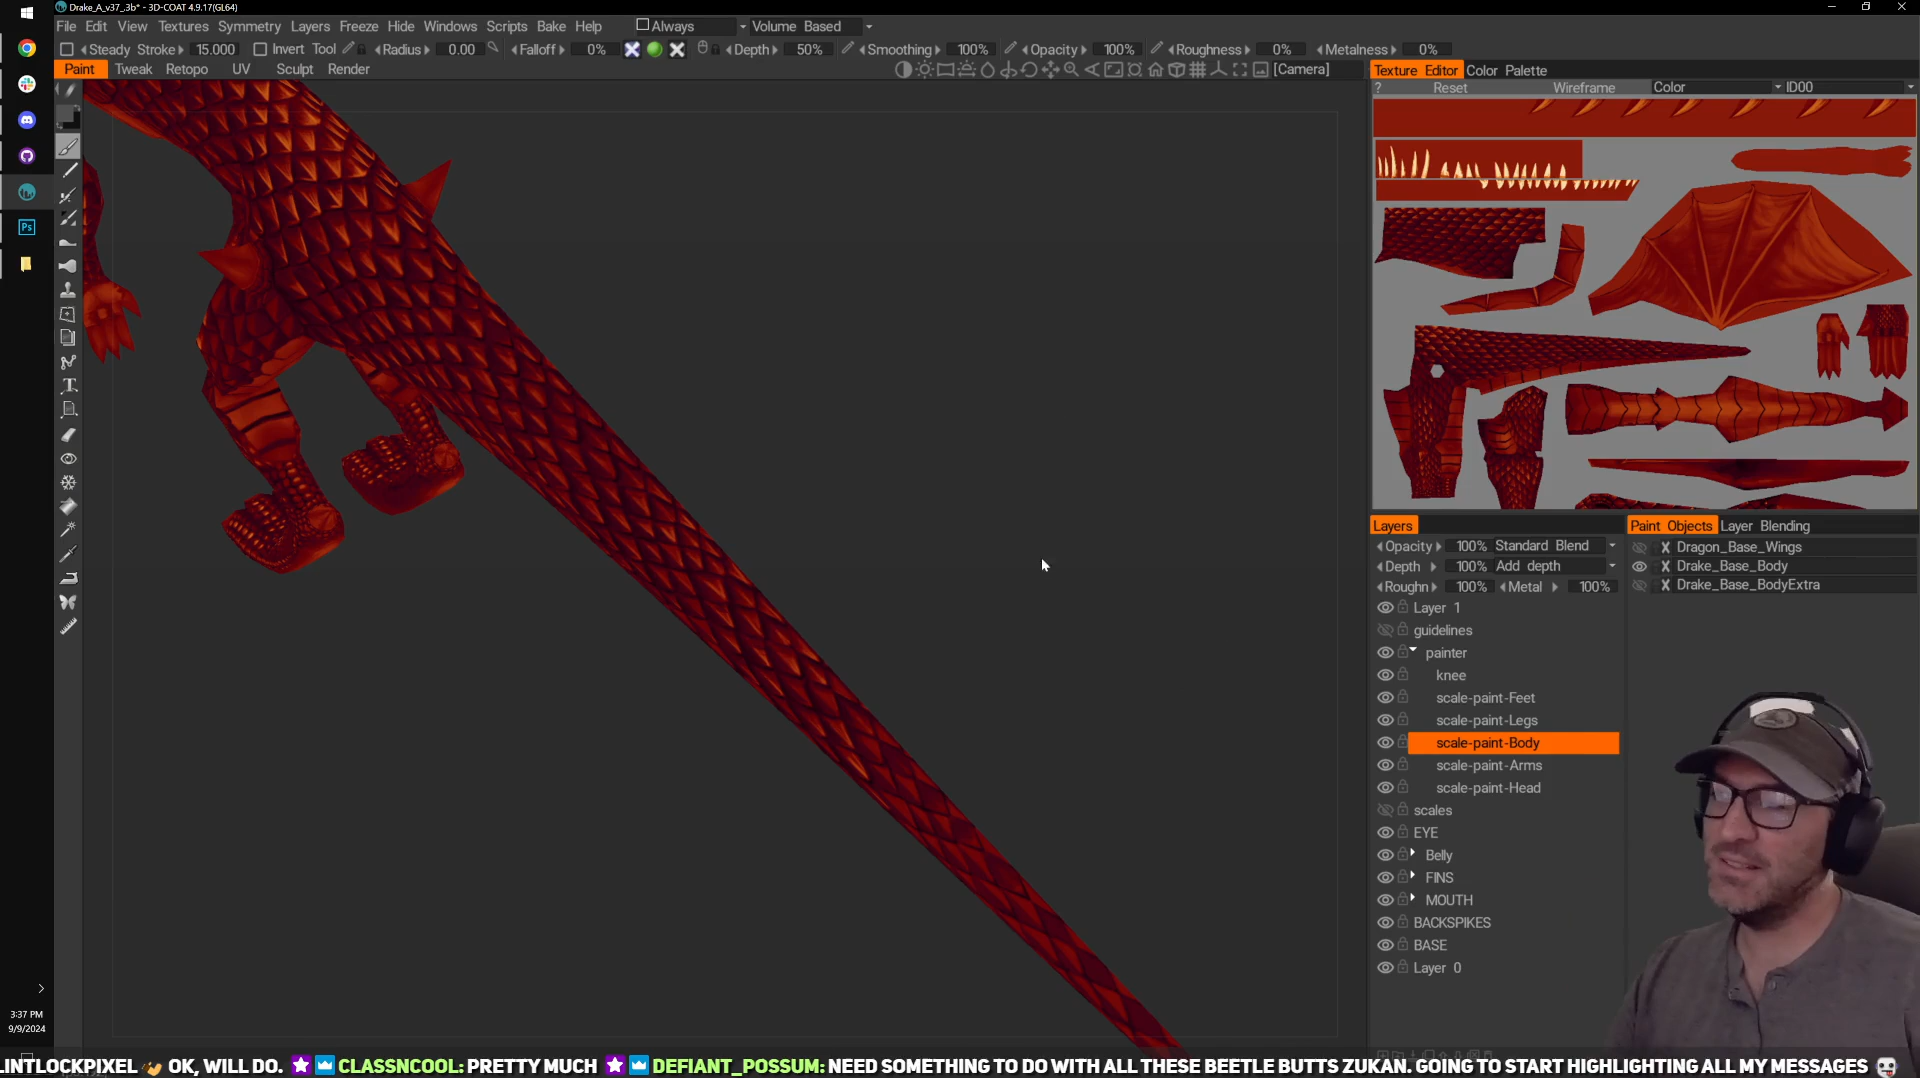 Drake_A_v37_.3b* - 3D-COAT 4.9.17(GL64)
File Edit View Textures Symmetry Layers Freeze Hide Windows Scripts Bake Help Always Volume Based
Steady Stroke 15.000 Invert Tool Radius 0.00 Falloff 0% Depth 50% Smoothing 100% Opacity 100% Roughness 0% Metalness 0%
Paint Tweak Retopo UV Sculpt Render [Camera]
Texture Editor Color Palette
? Reset Wireframe Color ID00
Layers
Opacity 100% Standard Blend
Depth 100% Add depth
Roughn 100% Metal 100%
Layer 1
guidelines
painter
knee
scale-paint-Feet
scale-paint-Legs
scale-paint-Body
scale-paint-Arms
scale-paint-Head
scales
EYE
Belly
FINS
MOUTH
BACKSPIKES
BASE
Layer 0
Paint Objects Layer Blending
Dragon_Base_Wings
Drake_Base_Body
Drake_Base_BodyExtra
Ps
3:37 PM
9/9/2024
LINTLOCKPIXEL OK, WILL DO. CLASSNCOOL: PRETTY MUCH DEFIANT_POSSUM: NEED SOMETHING TO DO WITH ALL THESE BEETLE BUTTS ZUKAN. GOING TO START HIGHLIGHTING ALL MY MESSAGES